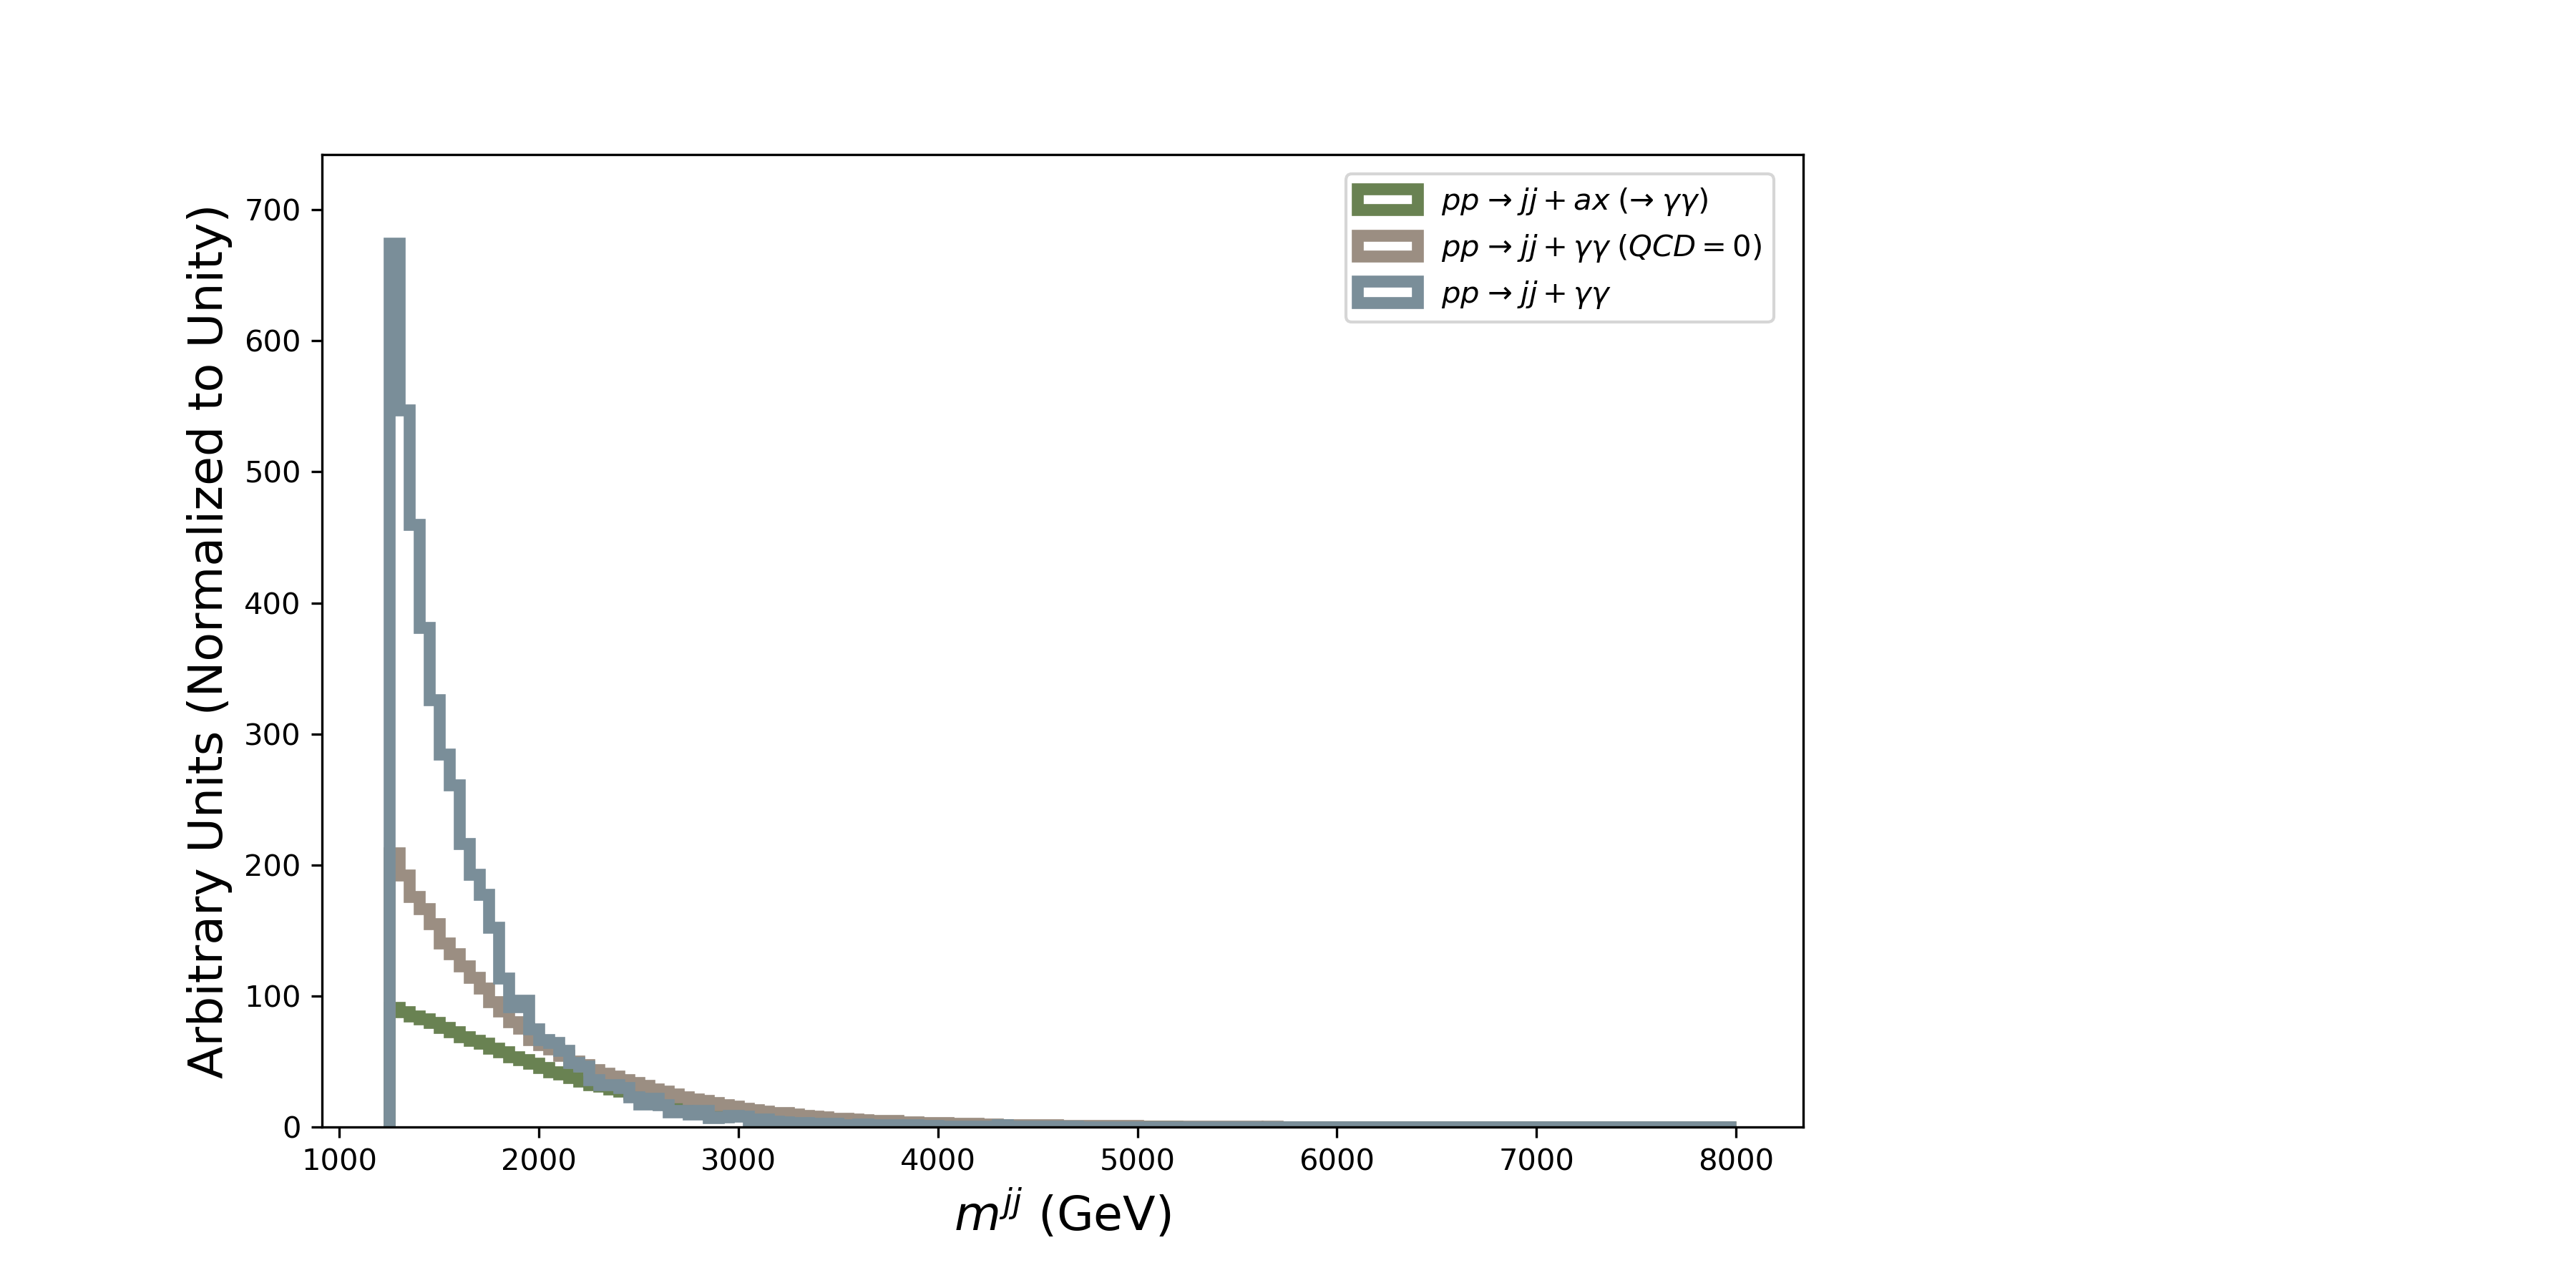 Arbitrary Units (Normalized to Unity)
700
600
500
400
300
200
100
0
pp → jj + ax (→ γγ)
pp → jj + γγ (QCD = 0)
pp → jj + γγ
1000 2000 3000 4000 5000 6000 7000 8000
m^{jj} (GeV)